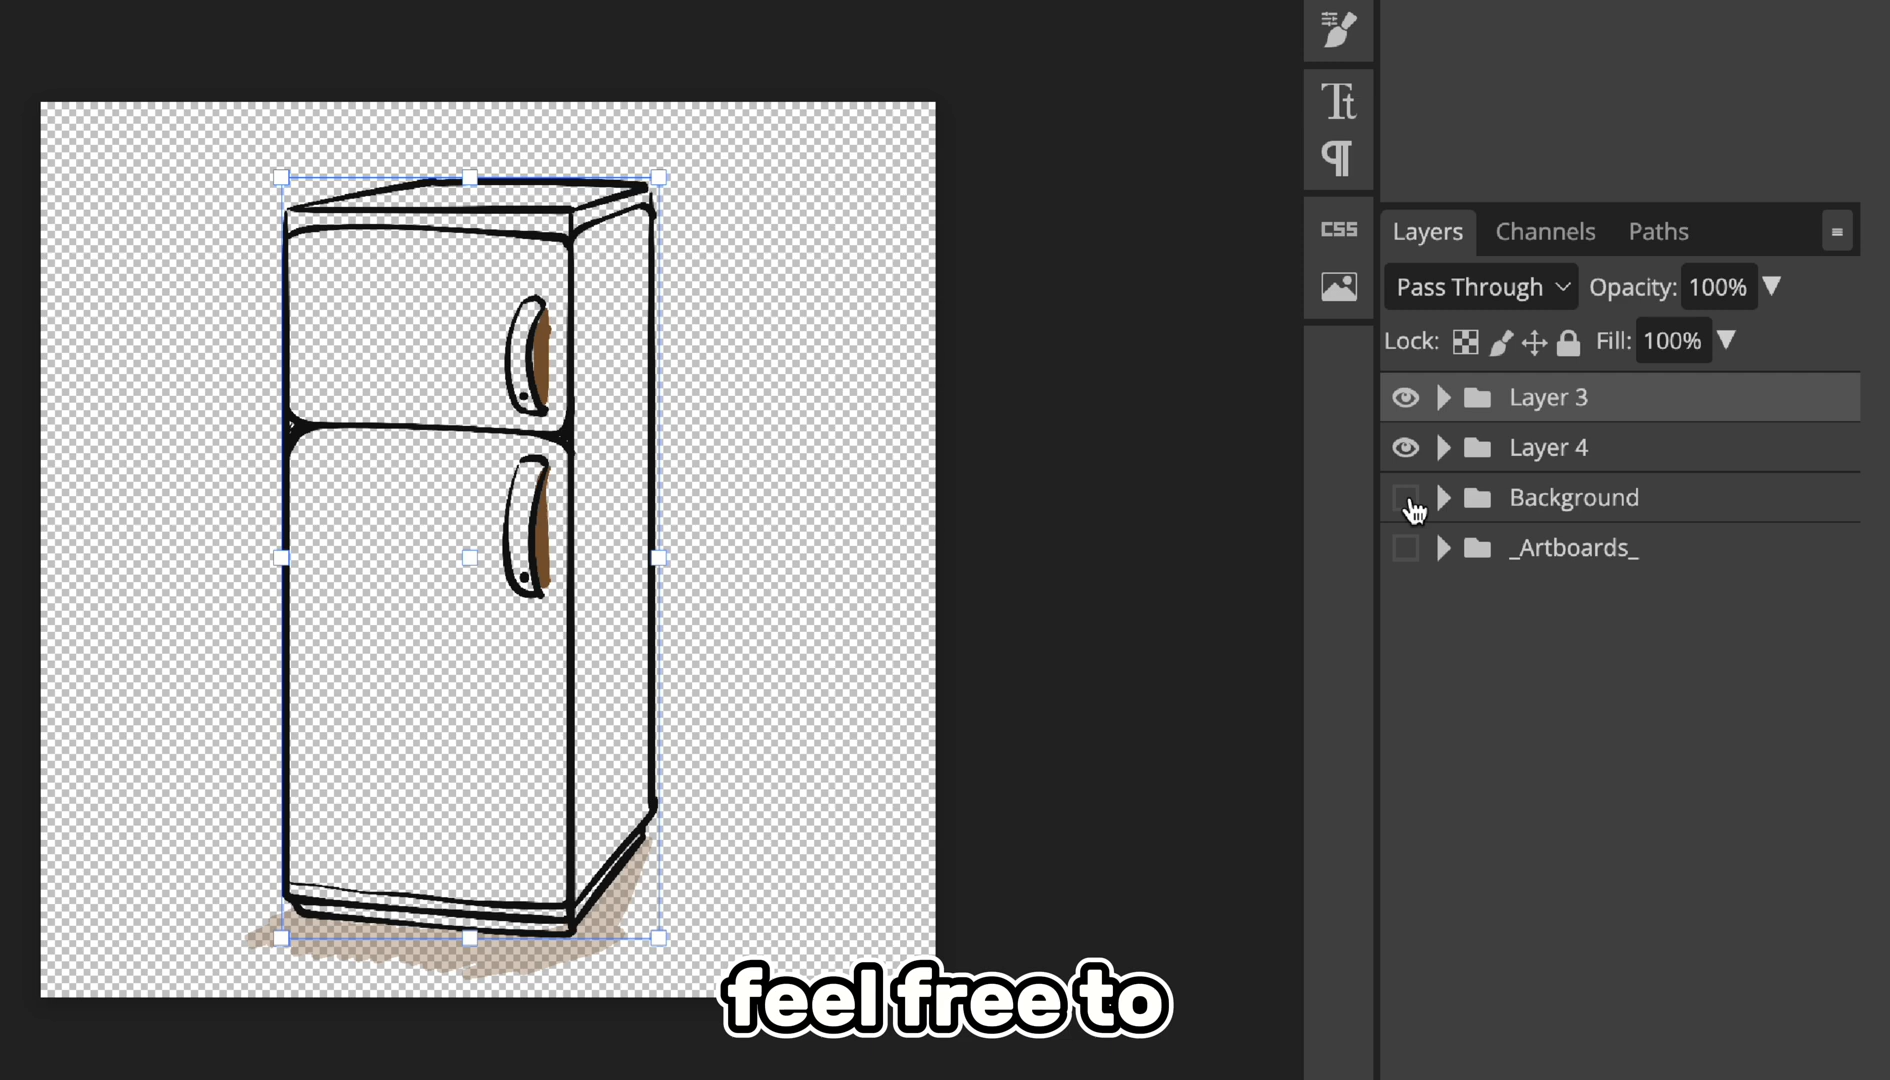 Tt
¶
CSS
Layers Channels Paths
Pass Through Opacity: 100%
Lock: Fill: 100%
Layer 3
Layer 4
Background
_Artboards_
feel free to